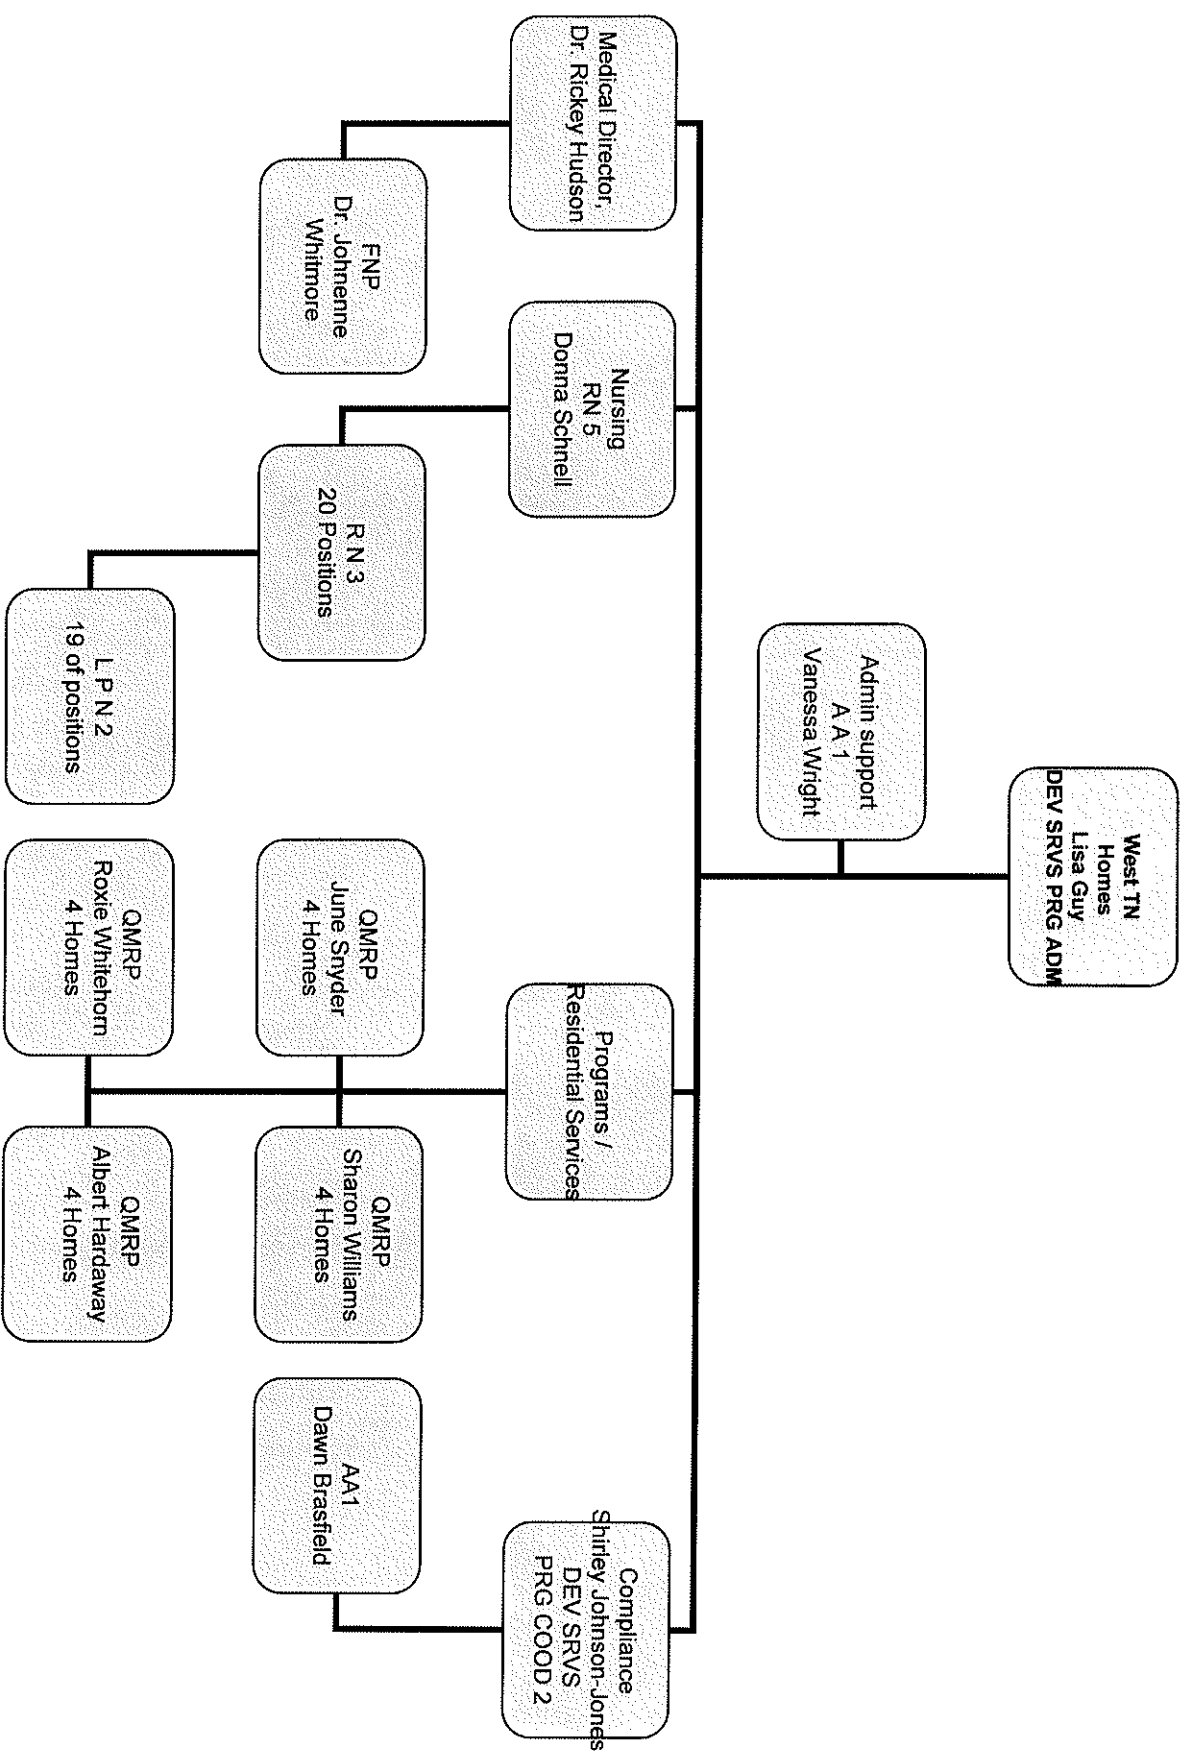 West TN
Homes
Lisa Guy
DEV SRVS PRG ADM
Admin support
A A 1
Vanessa Wright
Medical Director,
Dr. Rickey Hudson
Nursing
RN 5
Donna Schnell
Programs /
Residential Services
Compliance
Shirley Johnson-Jones
DEV SRVS
PRG COOD 2
FNP
Dr. Johnenne
Whitmore
R N 3
20 Positions
QMRP
June Snyder
4 Homes
QMRP
Sharon Williams
4 Homes
AA1
Dawn Brasfield
L P N 2
19 of positions
QMRP
Roxie Whitehorn
4 Homes
QMRP
Albert Hardaway
4 Homes